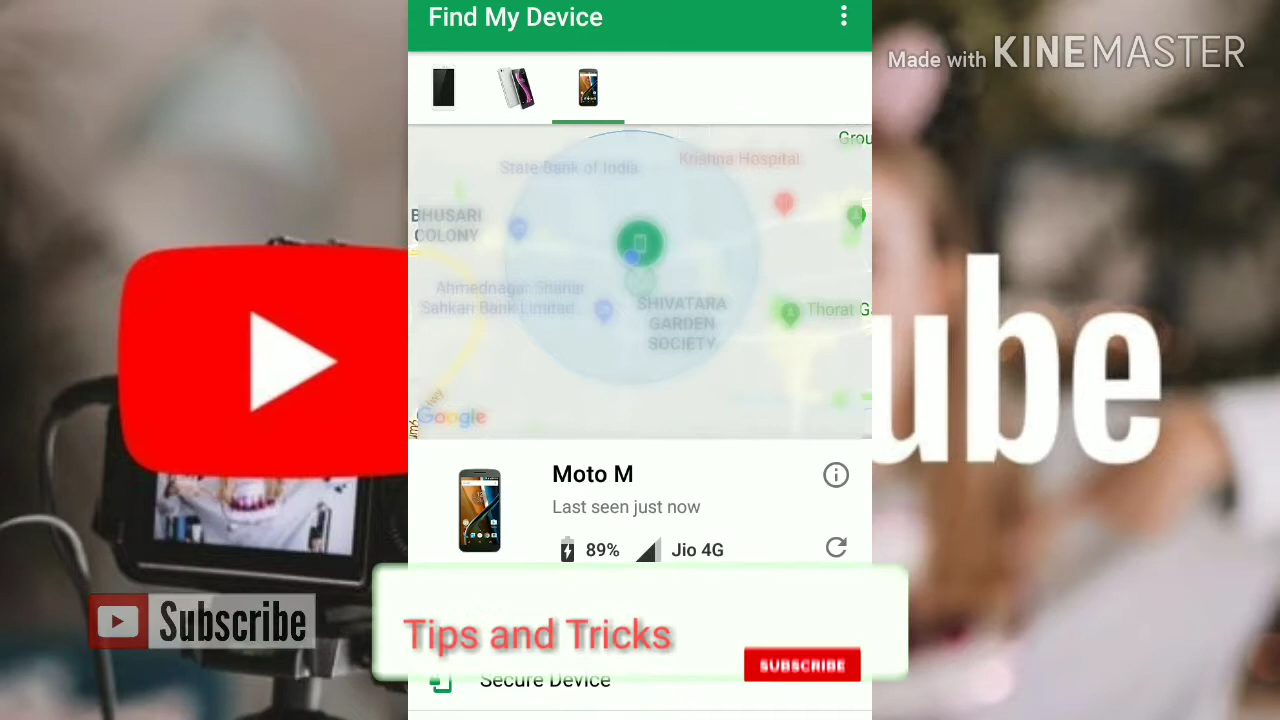 Find My Device
Made with KINEMASTER
Grou
State Bank of India
Krishna Hospital
BHUSARI
COLONY
Ahmednagar Shahar
Sahkari Bank Limited...
SHIVATARA
GARDEN
SOCIETY
Thorat Ga
Google
ube
Moto M
Last seen just now
89% Jio 4G
Subscribe
Tips and Tricks
SUBSCRIBE
Secure Device